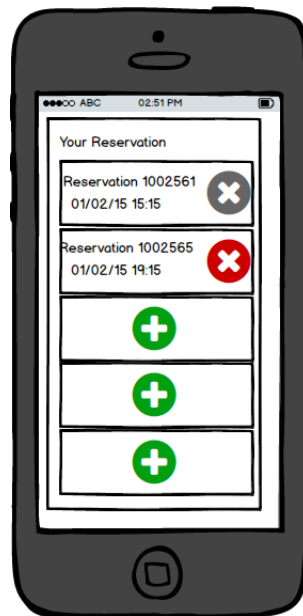 ABC 02:51 PM
Your Reservation
Reservation 1002561
01/02/15 15:15
Reservation 1002565
01/02/15 19:15